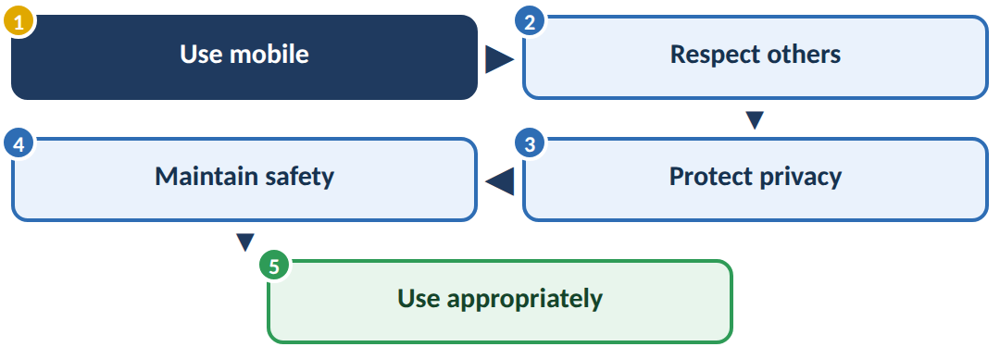 1
Use mobile
2
Respect others
3
Protect privacy
4
Maintain safety
5
Use appropriately